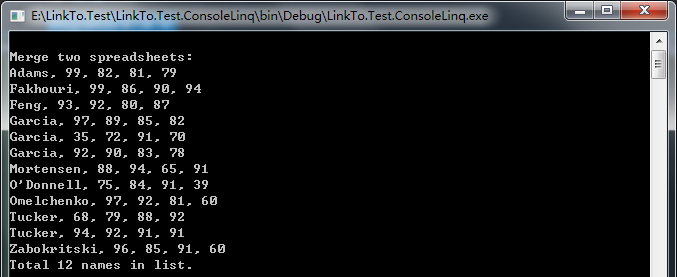 E:\LinkTo.Test\LinkTo.Test.ConsoleLinq\bin\Debug\LinkTo.Test.ConsoleLinq.exe
Merge two spreadsheets:
Adams, 99, 82, 81, 79
Fakhouri, 99, 86, 90, 94
Feng, 93, 92, 80, 87
Garcia, 97, 89, 85, 82
Garcia, 35, 72, 91, 70
Garcia, 92, 90, 83, 78
Mortensen, 88, 94, 65, 91
O'Donnell, 75, 84, 91, 39
Omelchenko, 97, 92, 81, 60
Tucker, 68, 79, 88, 92
Tucker, 94, 92, 91, 91
Zabokritski, 96, 85, 91, 60
Total 12 names in list.